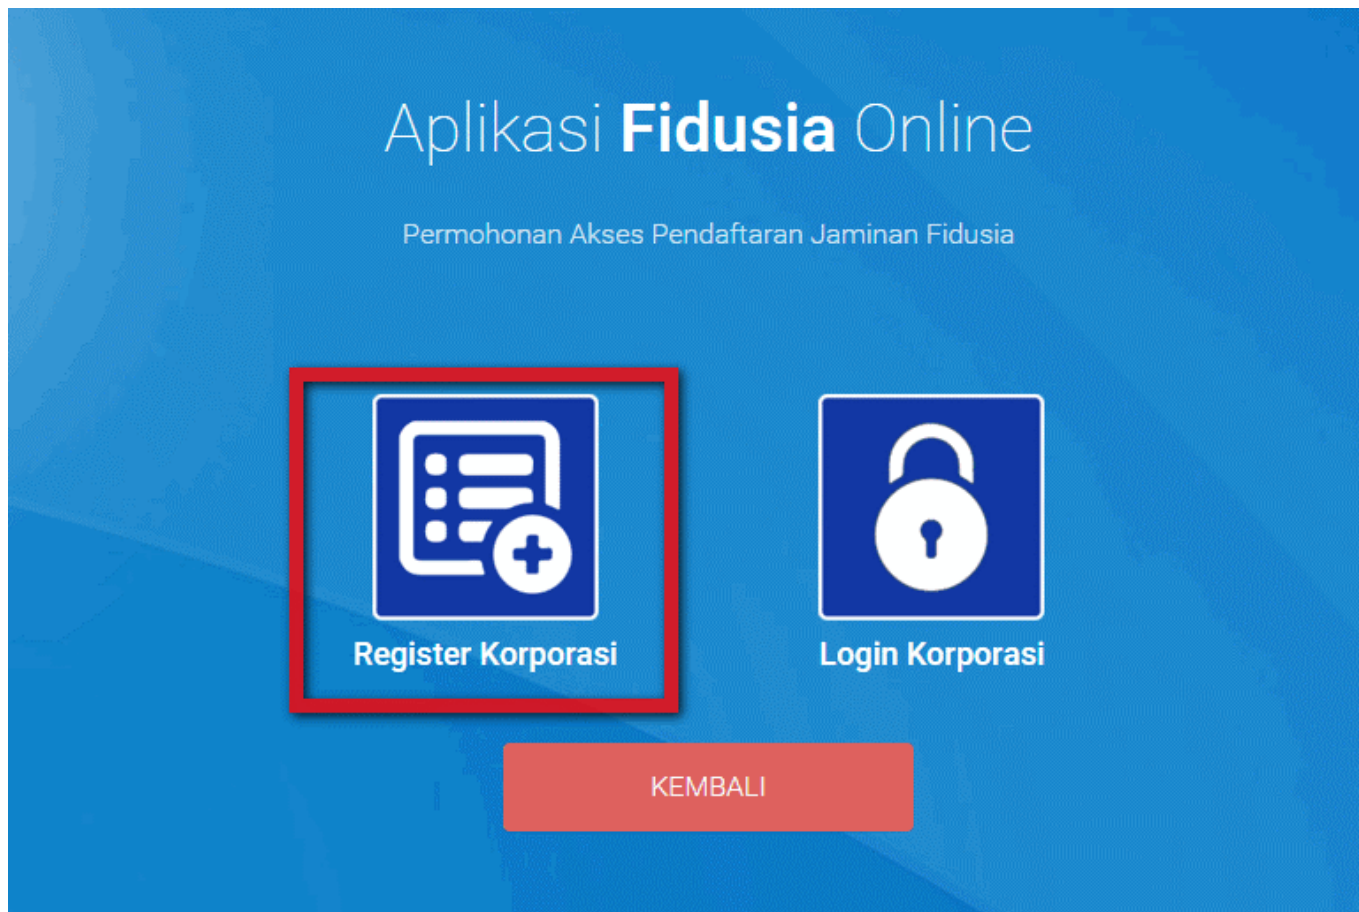 Aplikasi Fidusia Online
Permohonan Akses Pendaftaran Jaminan Fidusia
Register Korporasi
Login Korporasi
KEMBALI